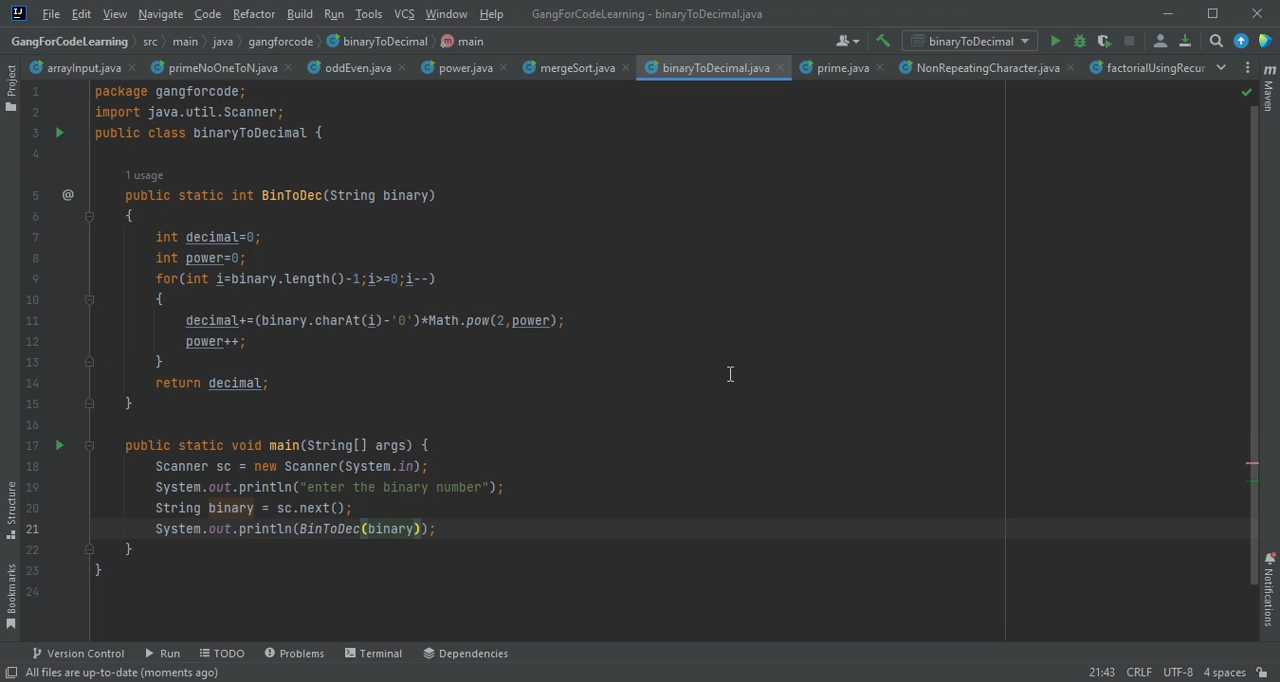 File Edit View Navigate Code Refactor Build Run Tools VCS Window Help GangForCodeLearning - binaryToDecimal.java
GangForCodeLearning src main java gangforcode binaryToDecimal main binaryToDecimal
Project arrayInput.java primeNoOneToN.java oddEven.java power.java mergeSort.java binaryToDecimal.java prime.java NonRepeatingCharacter.java factorialUsingRecur Maven
1 package gangforcode;
2 import java.util.Scanner;
3 public class binaryToDecimal {
4
1 usage
5 @ public static int BinToDec(String binary)
6 {
7 int decimal=0;
8 int power=0;
9 for(int i=binary.length()-1;i>=0;i--)
10 {
11 decimal+=(binary.charAt(i)-'0')*Math.pow(2,power);
12 power++;
13 }
14 return decimal;
15 }
16
17 public static void main(String[] args) {
18 Scanner sc = new Scanner(System.in);
19 System.out.println("enter the binary number");
20 String binary = sc.next();
21 System.out.println(BinToDec(binary));
22 }
23 }
24
Structure
Bookmarks
Notifications
Version Control Run TODO Problems Terminal Dependencies
All files are up-to-date (moments ago) 21:43 CRLF UTF-8 4 spaces